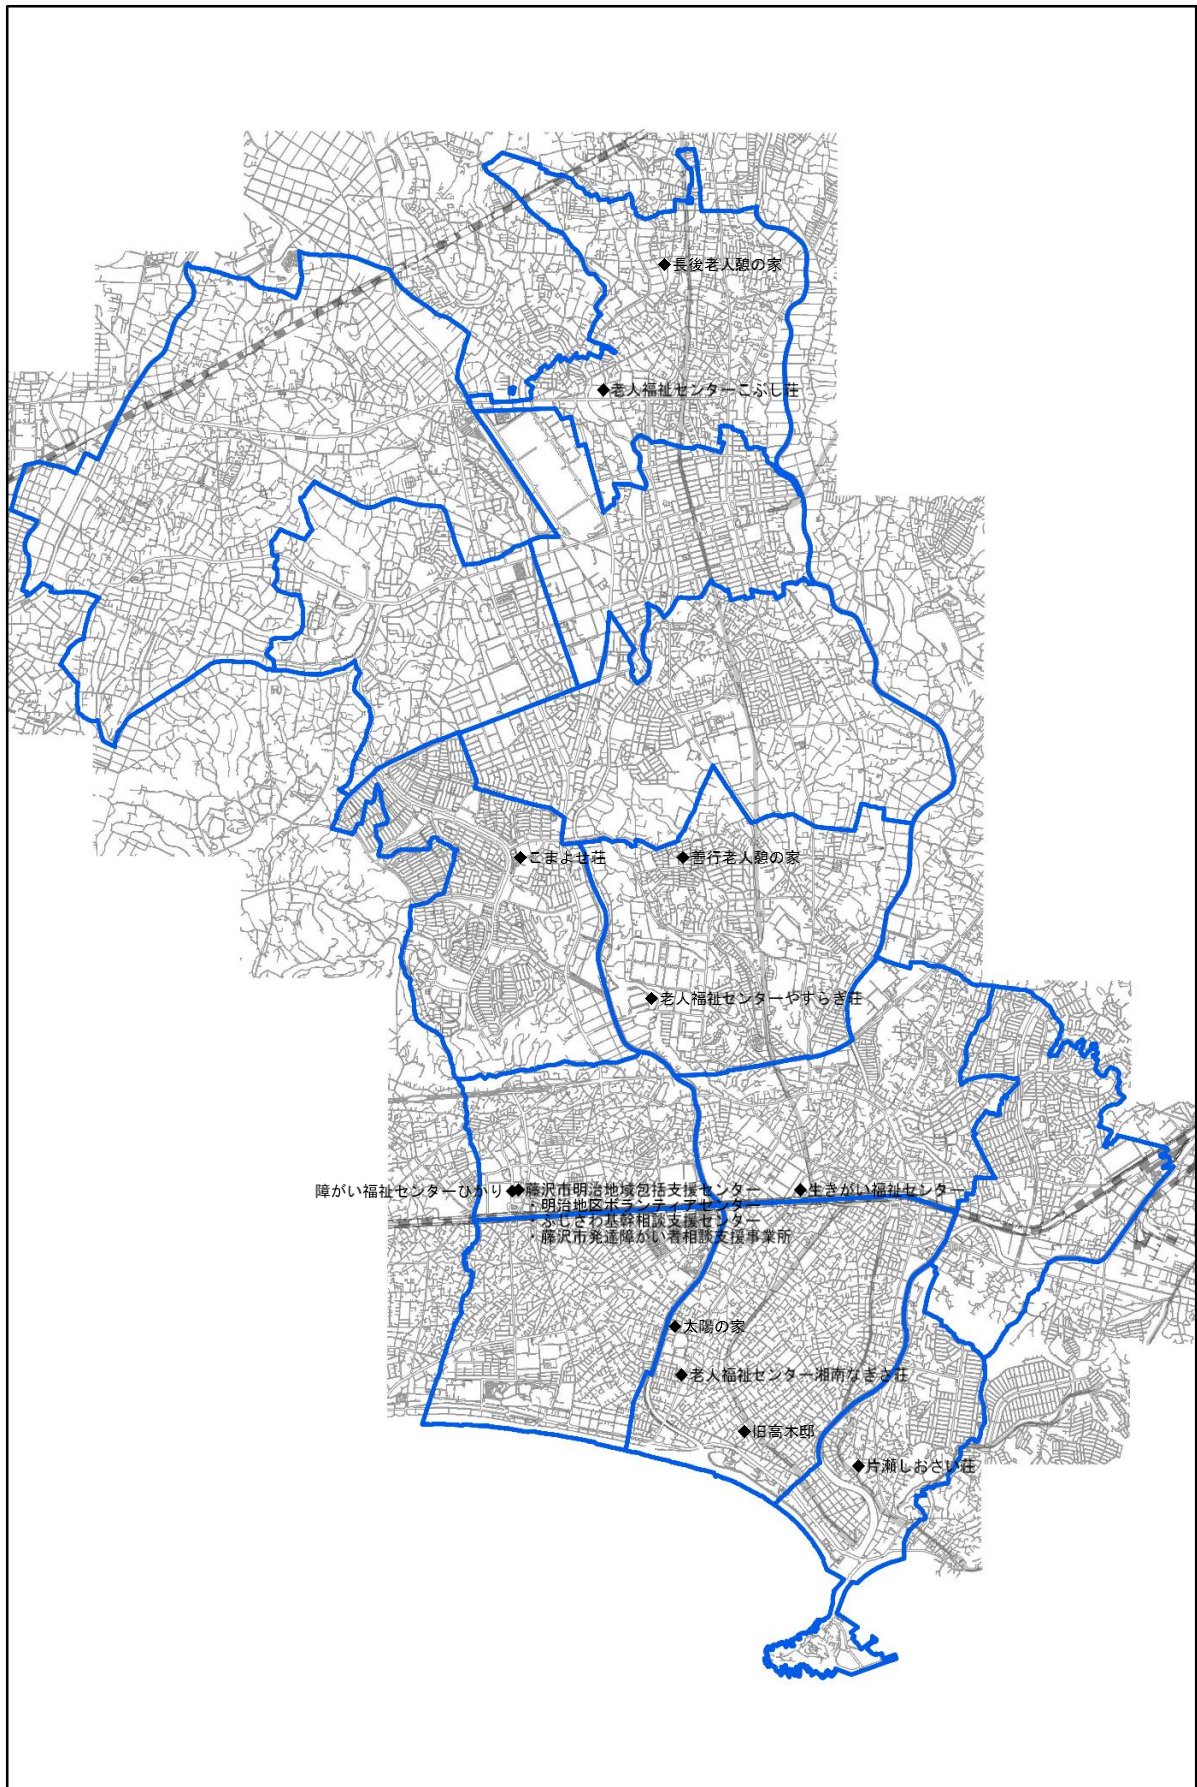 ◆長後老人憩の家
◆老人福祉センターこぶし荘
◆こまよせ荘
◆善行老人憩の家
◆老人福祉センターやすらぎ荘
障がい福祉センターひかり◆
◆藤沢市明治地域包括支援センター
・明治地区ボランティアセンター
・ふじさわ基幹相談支援センター
・藤沢市発達障がい者相談支援事業所
◆生きがい福祉センター
◆太陽の家
◆老人福祉センター湘南なぎさ荘
◆旧高木邸
◆片瀬しおさい荘